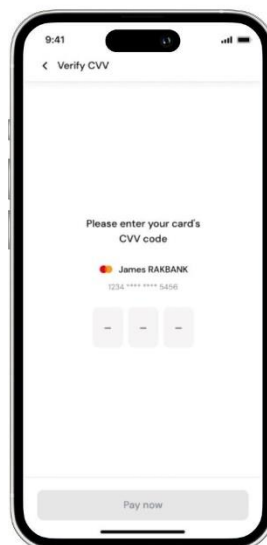 9:41
Verify CVV
Please enter your card's
CVV code
James RAKBANK
1234 **** **** 5456
Pay now